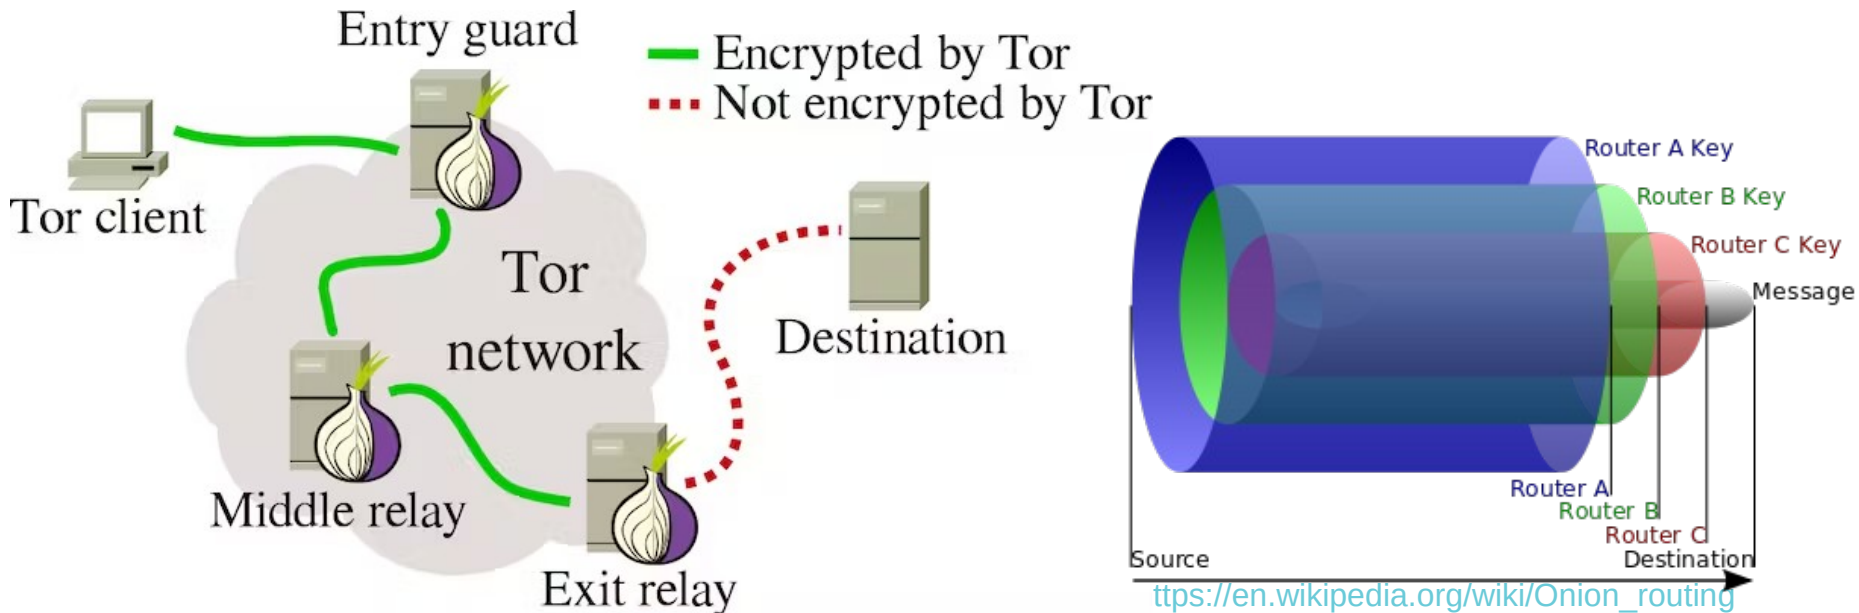 Entry guard
Encrypted by Tor
Not encrypted by Tor
Tor client
Tor
network
Destination
Middle relay
Exit relay
Router A Key
Router B Key
Router C Key
Message
Router A
Router B
Router C
Source
Destination
ttps://en.wikipedia.org/wiki/Onion_routing